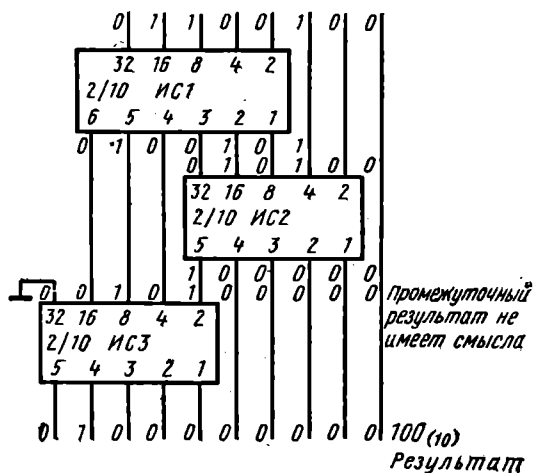 0 1 1 0 0 1 0 0
32 16 8 4 2
2/10 ИС1
6 5 4 3 2 1
0 1 0 0 1 0 1
0 1 0 1 0 0
32 16 8 4 2
2/10 ИС2
5 4 3 2 1
1 0 0 0 0 0
0 0 1 0 1 0 0 0 0 0 Промежуточный
результат не
имеет смысла
32 16 8 4 2
2/10 ИС3
5 4 3 2 1
0 1 0 0 0 0 0 0 0 0 100(10)
Результат